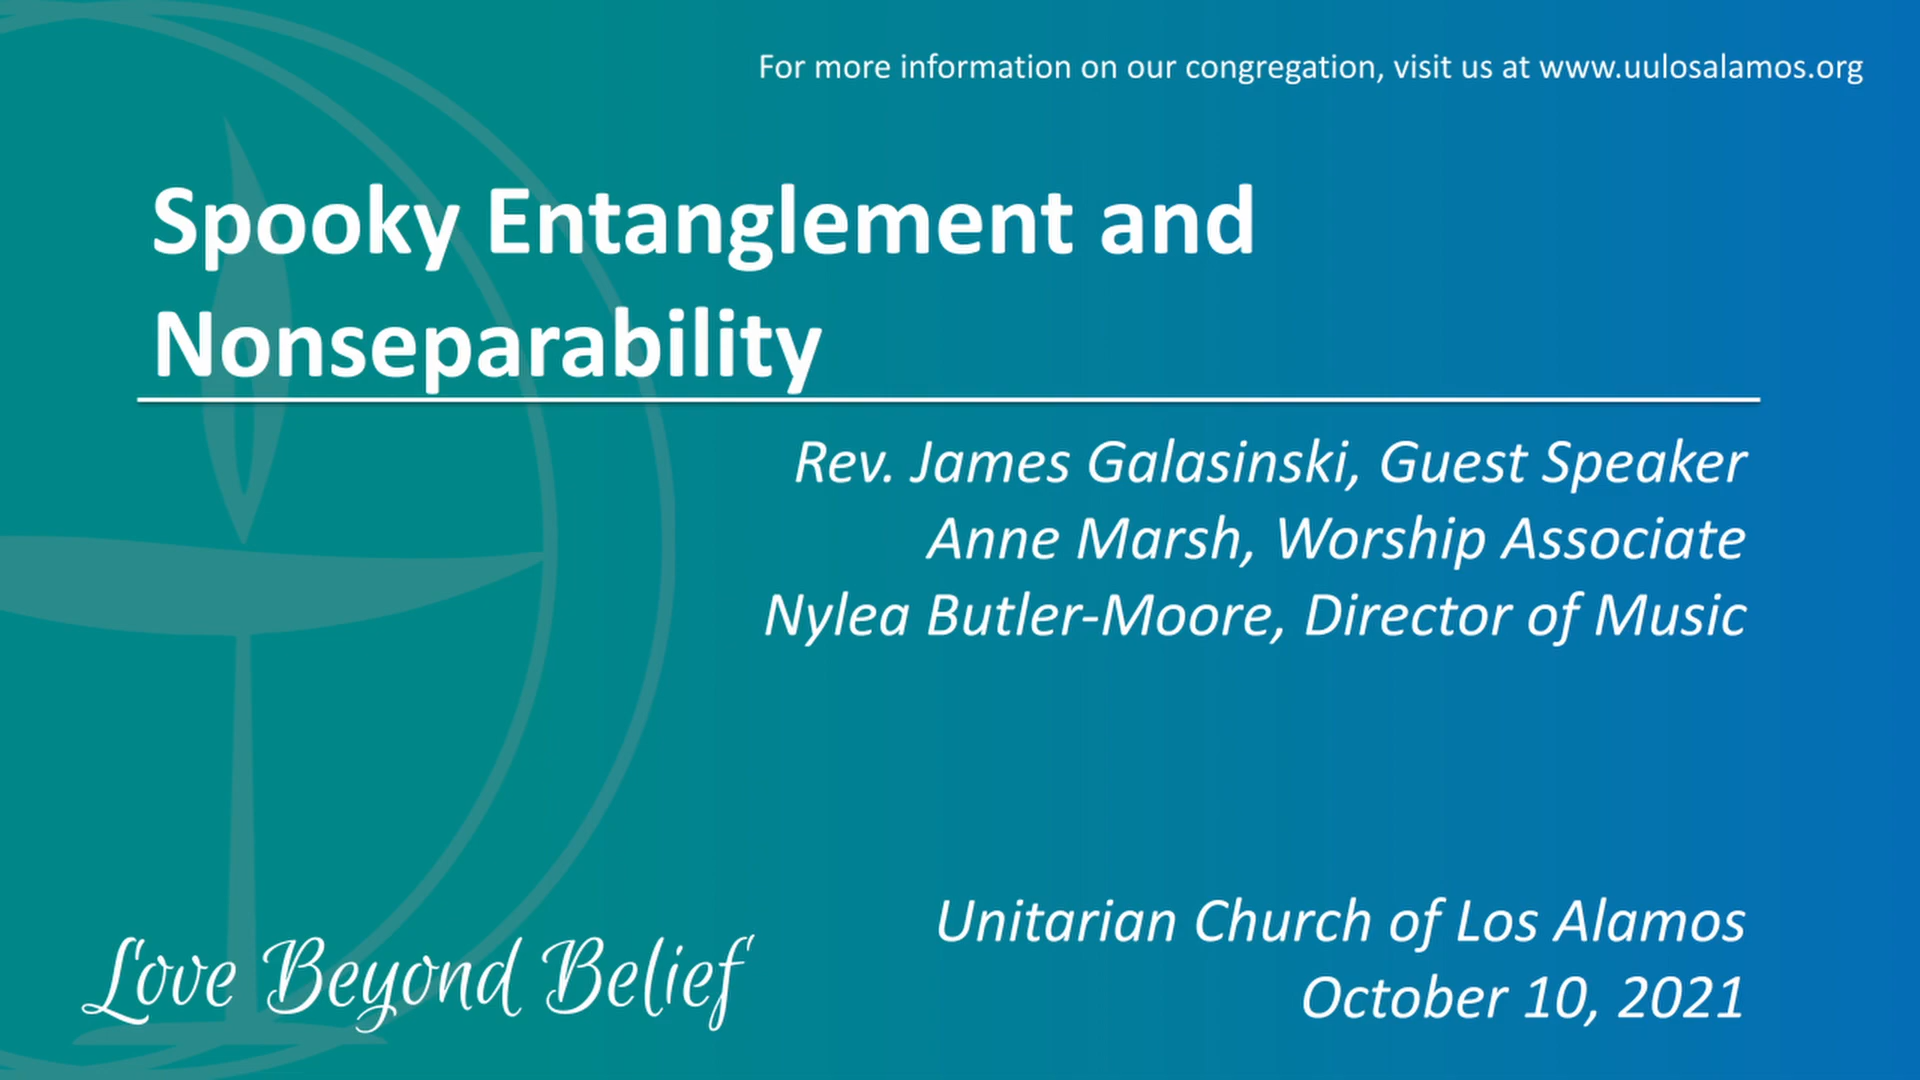 For more information on our congregation, visit us at www.uulosalamos.org
Spooky Entanglement and
Nonseparability
Rev. James Galasinski, Guest Speaker
Anne Marsh, Worship Associate
Nylea Butler-Moore, Director of Music
Unitarian Church of Los Alamos
October 10, 2021
Love Beyond Belief